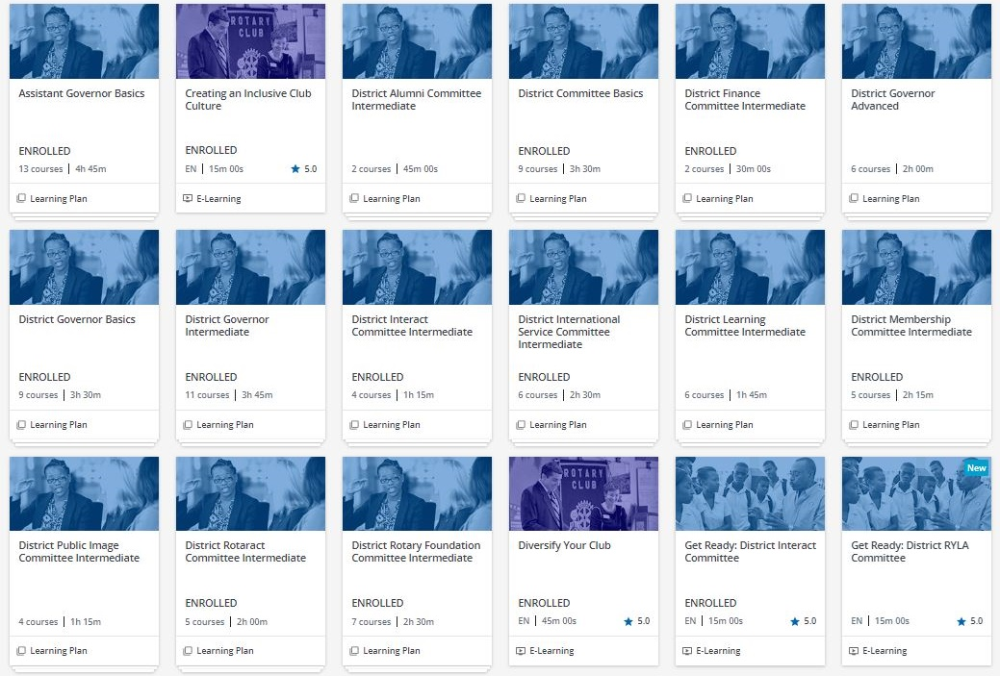 ROTARY
CLUB
Assistant Governor Basics
ENROLLED
13 courses | 4h 45m
Learning Plan
Creating an Inclusive Club
Culture
ENROLLED
EN | 15m 00s ★ 5.0
E-Learning
District Alumni Committee
Intermediate
2 courses | 45m 00s
Learning Plan
District Committee Basics
ENROLLED
9 courses | 3h 30m
Learning Plan
District Finance
Committee Intermediate
ENROLLED
2 courses | 30m 00s
Learning Plan
District Governor
Advanced
6 courses | 2h 00m
Learning Plan
District Governor Basics
ENROLLED
9 courses | 3h 30m
Learning Plan
District Governor
Intermediate
ENROLLED
11 courses | 3h 45m
Learning Plan
District Interact
Committee Intermediate
ENROLLED
4 courses | 1h 15m
Learning Plan
District International
Service Committee
Intermediate
ENROLLED
6 courses | 2h 30m
Learning Plan
District Learning
Committee Intermediate
6 courses | 1h 45m
Learning Plan
District Membership
Committee Intermediate
ENROLLED
5 courses | 2h 15m
Learning Plan
District Public Image
Committee Intermediate
4 courses | 1h 15m
Learning Plan
District Rotaract
Committee Intermediate
ENROLLED
5 courses | 2h 00m
Learning Plan
District Rotary Foundation
Committee Intermediate
ENROLLED
7 courses | 2h 30m
Learning Plan
ROTARY
CLUB
Diversify Your Club
ENROLLED
EN | 45m 00s ★ 5.0
E-Learning
Get Ready: District Interact
Committee
ENROLLED
EN | 15m 00s ★ 5.0
E-Learning
New
Get Ready: District RYLA
Committee
EN | 15m 00s ★ 5.0
E-Learning